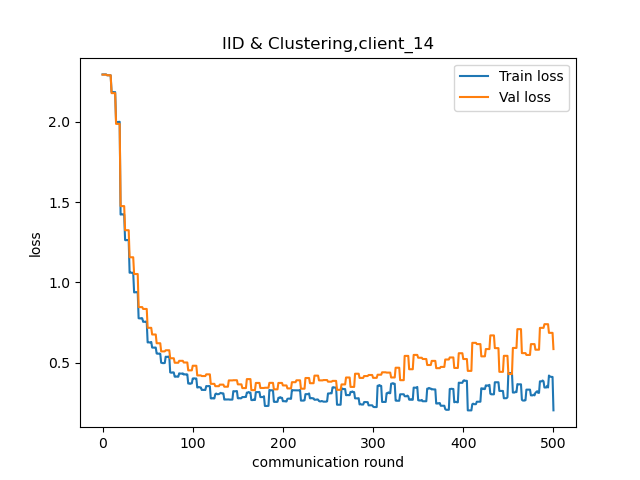 IID & Clustering,client_14
Train loss
Val loss
2.0
1.5
1.0
0.5
loss
0
100
200
300
400
500
communication round